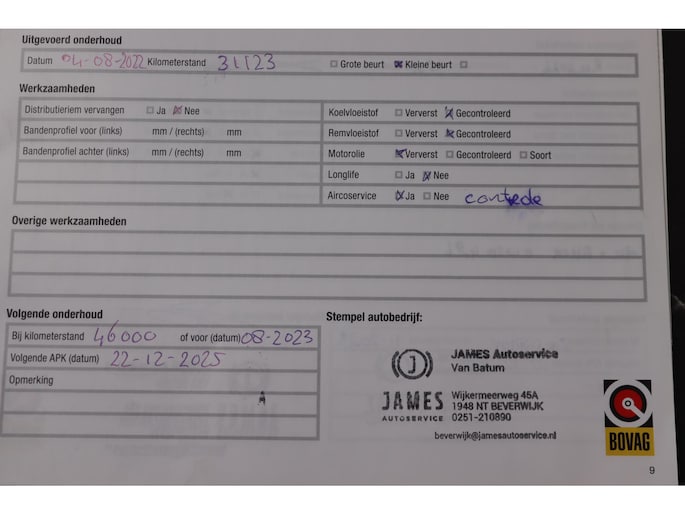 Uitgevoerd onderhoud
Datum 04-08-2022 Kilometerstand 31123 Grote beurt Kleine beurt
Werkzaamheden
Distributieriem vervangen Ja Nee
Koelvloeistof Ververst Gecontroleerd
Bandenprofiel voor (links) mm / (rechts) mm
Remvloeistof Ververst Gecontroleerd
Bandenprofiel achter (links) mm / (rechts) mm
Motorolie Ververst Gecontroleerd Soort
Longlife Ja Nee
Aircoservice Ja Nee
Overige werkzaamheden
Volgende onderhoud
Bij kilometerstand 46000 of voor (datum) 08-2023
Volgende APK (datum) 22-12-2025
Opmerking
Stempel autobedrijf:
JAMES Autoservice
Van Batum
JAMES
AUTOSERVICE
Wijkermeerweg 45A
1948 NT BEVERWIJK
0251-210890
beverwijk@jamesautoservice.nl
BOVAG
9